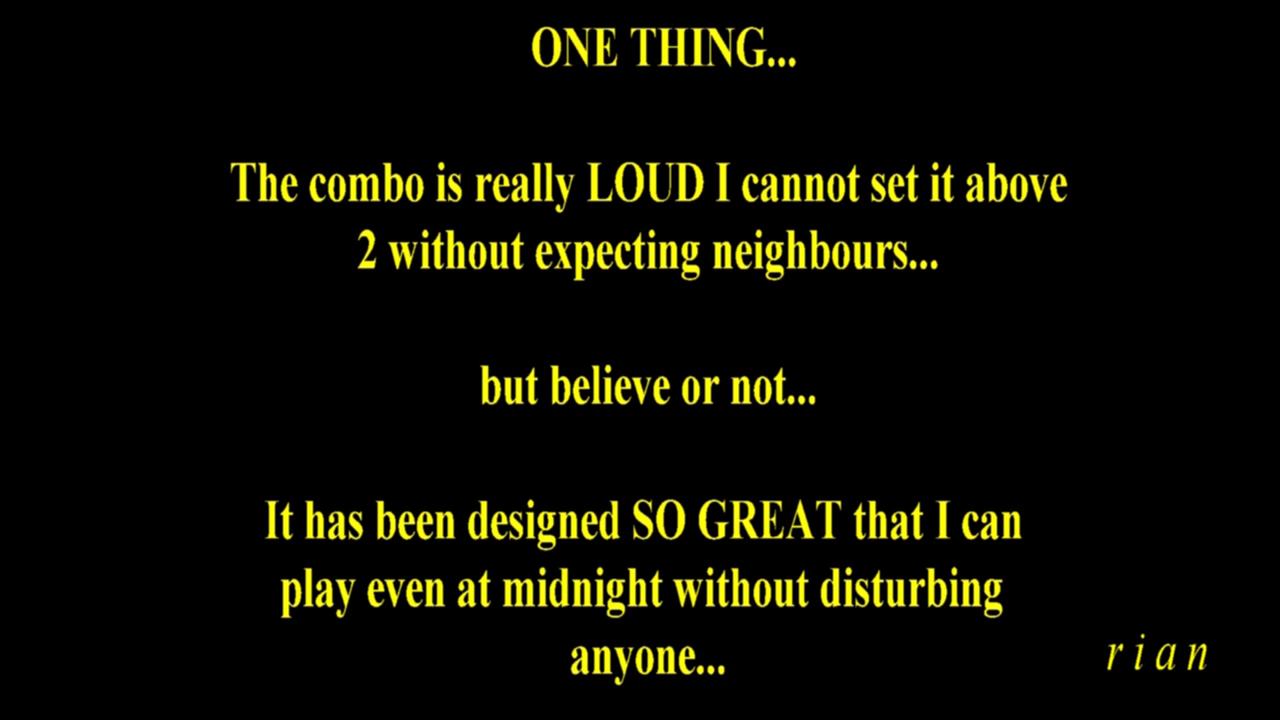 ONE THING...
The combo is really LOUD I cannot set it above
2 without expecting neighbours...
but believe or not...
It has been designed SO GREAT that I can
play even at midnight without disturbing
anyone...
rian